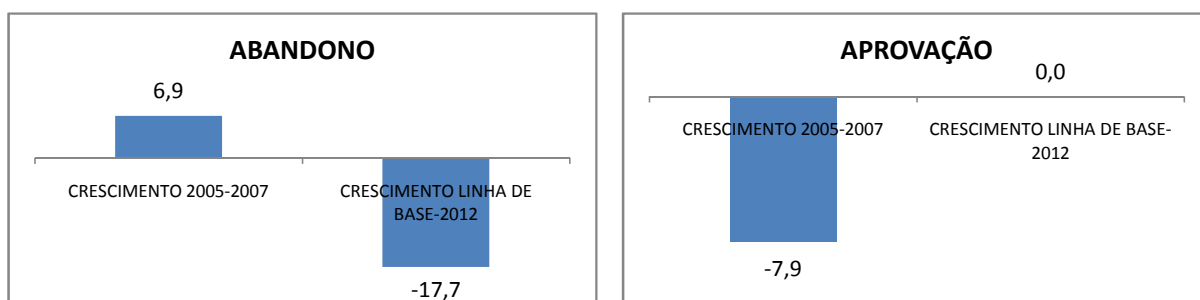 ABANDONO
6,9
CRESCIMENTO 2005-2007
CRESCIMENTO LINHA DE
BASE-2012
-17,7
APROVAÇÃO
0,0
CRESCIMENTO 2005-2007
CRESCIMENTO LINHA DE BASE-
2012
-7,9